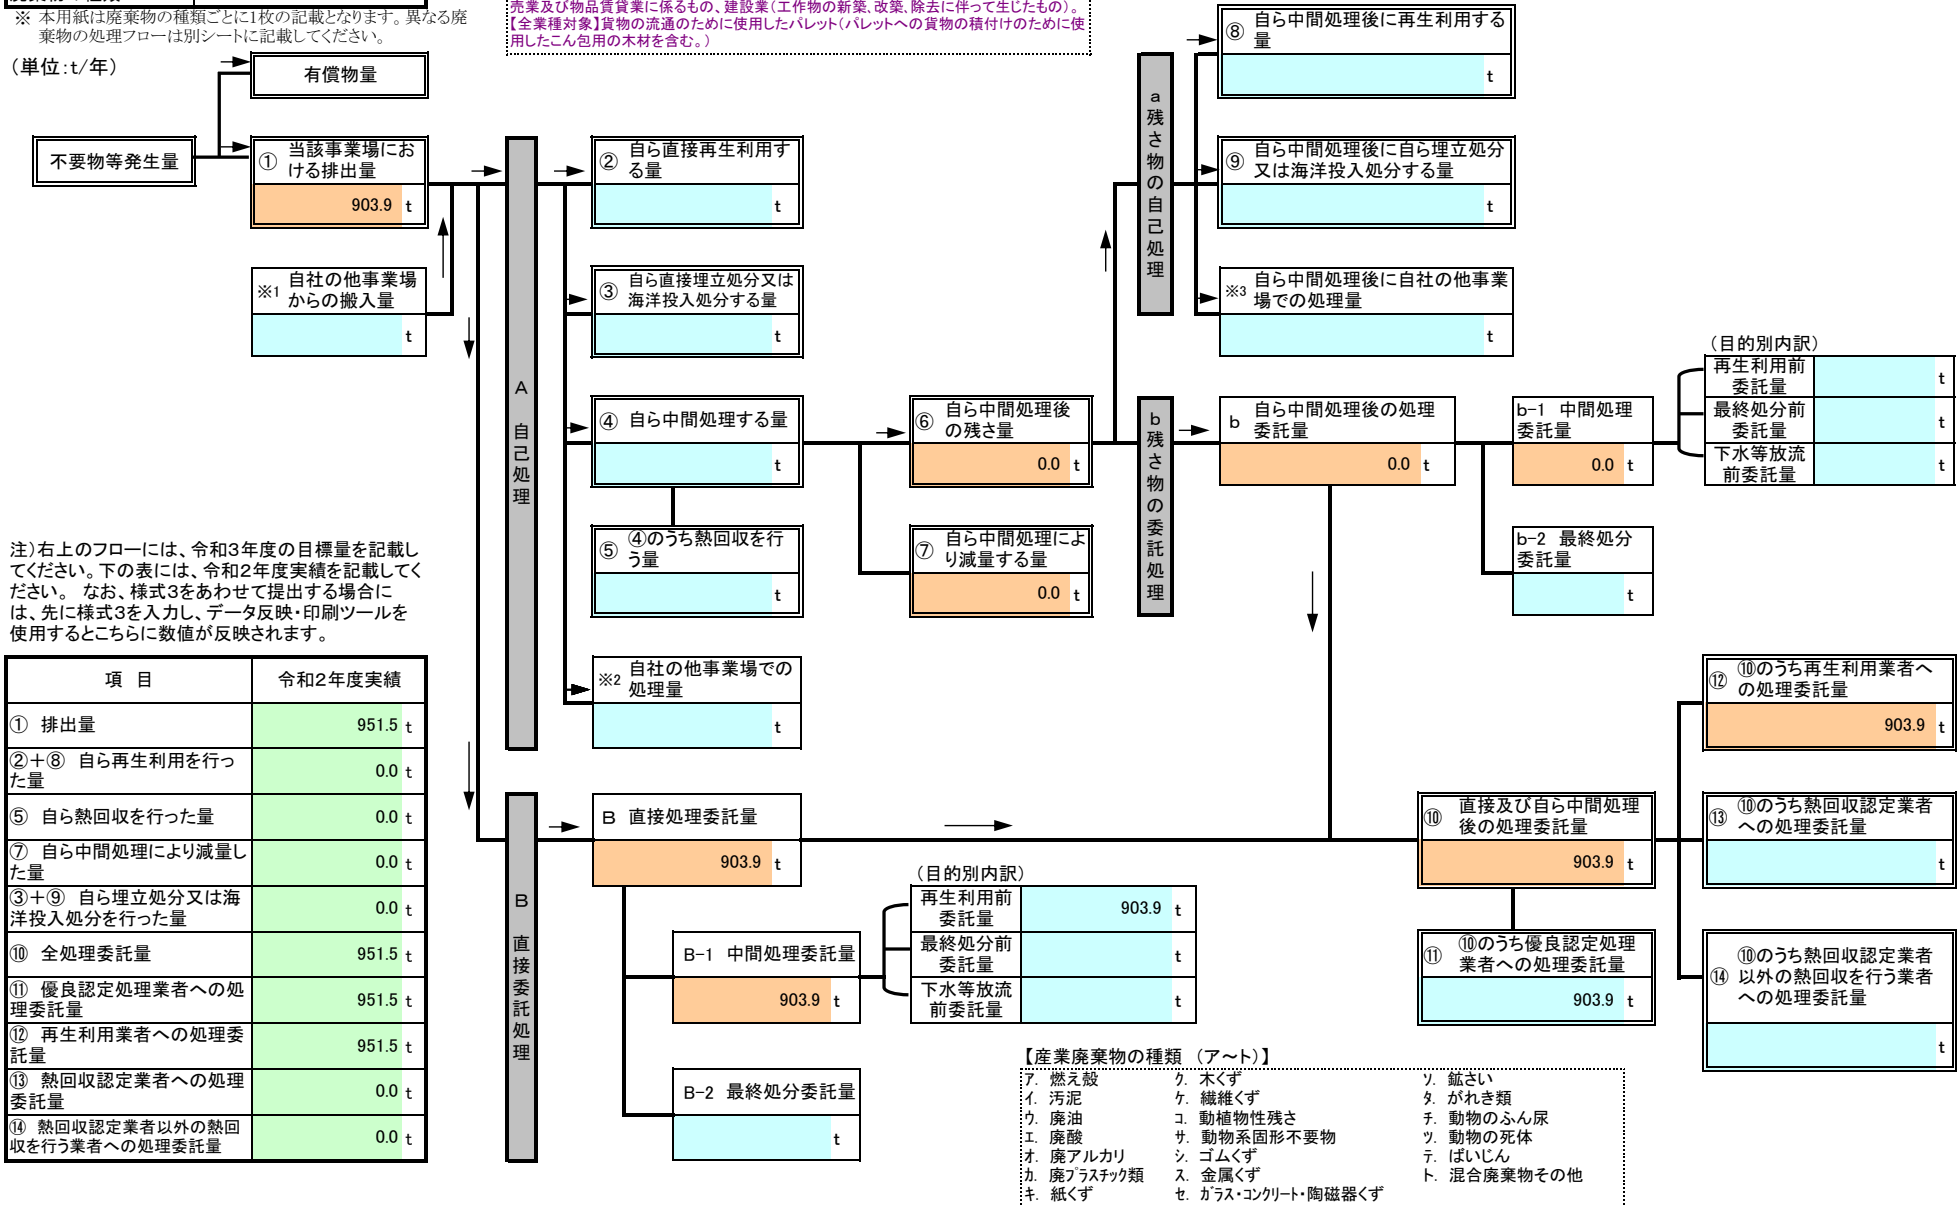 ※ 本用紙は廃棄物の種類ごとに1枚の記載となります。異なる廃
棄物の処理フローは別シートに記載してください。
売業及び物品賃貸業に係るもの、建設業(工作物の新築、改築、除去に伴って生じたもの)。
【全業種対象】貨物の流通のために使用したパレット(パレットへの貨物の積付けのために使
用したこん包用の木材を含む。)
(単位:t/年)
有償物量
不要物等発生量
① 当該事業場にお
ける排出量
903.9 t
※1 自社の他事業場
からの搬入量
t
A 自己処理
② 自ら直接再生利用す
る量
t
③ 自ら直接埋立処分又は
海洋投入処分する量
t
④ 自ら中間処理する量
t
⑤ ④のうち熱回収を行
う量
t
※2 自社の他事業場での
処理量
t
⑥ 自ら中間処理後
の残さ量
0.0 t
⑦ 自ら中間処理によ
り減量する量
0.0 t
a 残さ物の自己処理
⑧ 自ら中間処理後に再生利用する
量
t
⑨ 自ら中間処理後に自ら埋立処分
又は海洋投入処分する量
t
※3 自ら中間処理後に自社の他事業
場での処理量
t
b 残さ物の委託処理
b 自ら中間処理後の処理
委託量
0.0 t
b-1 中間処理
委託量
0.0 t
b-2 最終処分
委託量
t
(目的別内訳)
再生利用前
委託量
t
最終処分前
委託量
t
下水等放流
前委託量
t
注)右上のフローには、令和3年度の目標量を記載し
てください。下の表には、令和2年度実績を記載してく
ださい。 なお、様式3をあわせて提出する場合に
は、先に様式3を入力し、データ反映・印刷ツールを
使用するとこちらに数値が反映されます。
項 目 令和2年度実績
① 排出量 951.5 t
②+⑧ 自ら再生利用を行っ
た量 0.0 t
⑤ 自ら熱回収を行った量 0.0 t
⑦ 自ら中間処理により減量し
た量 0.0 t
③+⑨ 自ら埋立処分又は海
洋投入処分を行った量 0.0 t
⑩ 全処理委託量 951.5 t
⑪ 優良認定処理業者への処
理委託量 951.5 t
⑫ 再生利用業者への処理委
託量 951.5 t
⑬ 熱回収認定業者への処理
委託量 0.0 t
⑭ 熱回収認定業者以外の熱回
収を行う業者への処理委託量 0.0 t
B 直接委託処理
B 直接処理委託量
903.9 t
B-1 中間処理委託量
903.9 t
B-2 最終処分委託量
t
(目的別内訳)
再生利用前
委託量
903.9 t
最終処分前
委託量
t
下水等放流
前委託量
t
⑩ 直接及び自ら中間処理
後の処理委託量
903.9 t
⑪ ⑩のうち優良認定処理
業者への処理委託量
903.9 t
⑫ ⑩のうち再生利用業者へ
の処理委託量
903.9 t
⑬ ⑩のうち熱回収認定業者
への処理委託量
t
⑭ ⑩のうち熱回収認定業者
以外の熱回収を行う業者
への処理委託量
t
【産業廃棄物の種類 (ア~ト)】
ア. 燃え殻 ク. 木くず ソ. 鉱さい
イ. 汚泥 ケ. 繊維くず タ. がれき類
ウ. 廃油 コ. 動植物性残さ チ. 動物のふん尿
エ. 廃酸 サ. 動物系固形不要物 ツ. 動物の死体
オ. 廃アルカリ シ. ゴムくず テ. ばいじん
カ. 廃プラスチック類 ス. 金属くず ト. 混合廃棄物その他
キ. 紙くず セ. ガラス・コンクリート・陶磁器くず